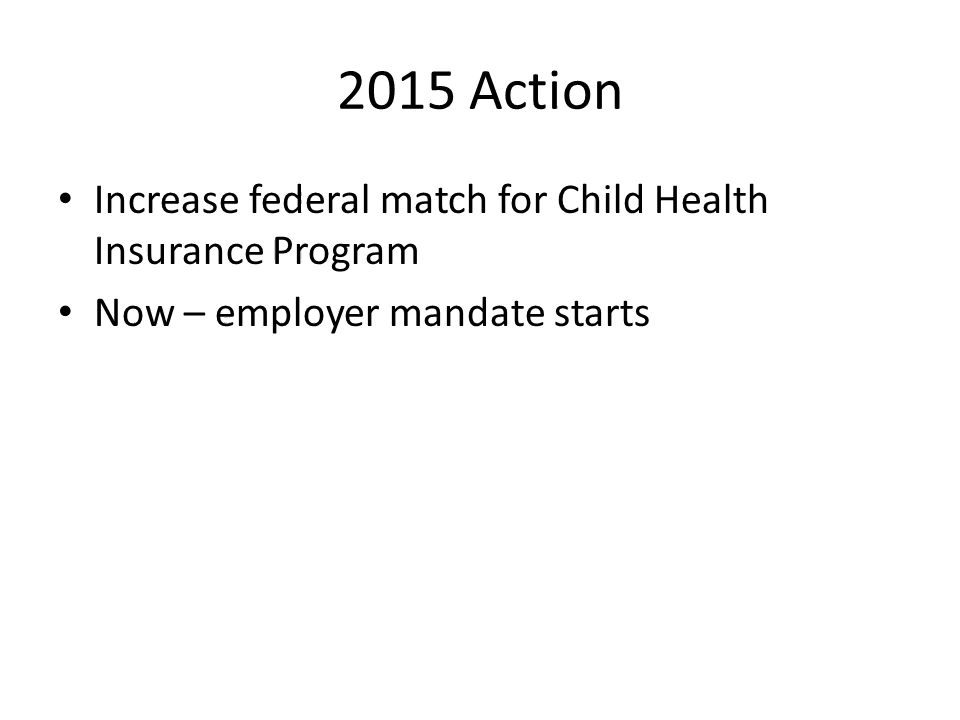 2015 Action
• Increase federal match for Child Health
Insurance Program
• Now – employer mandate starts